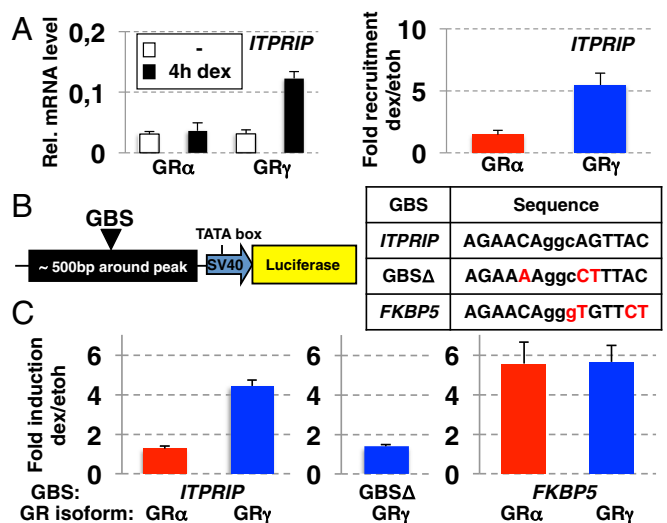 A
Rel. mRNA level
0,2
0,1
0
ITPRIP
-
4h dex
GRα GRγ
Fold recruitment
dex/etoh
10
5
0
ITPRIP
GRα GRγ
B
GBS
TATA box
~ 500bp around peak
SV40
Luciferase
GBS Sequence
ITPRIP AGAACAggcAGTTAC
GBSΔ AGAAAAggcCTTTAC
FKBP5 AGAACAgggTGTTCT
C
Fold induction
dex/etoh
6
4
2
0
6
4
2
0
6
4
2
0
GBS: ITPRIP GBSΔ FKBP5
GR isoform: GRα GRγ GRγ GRα GRγ